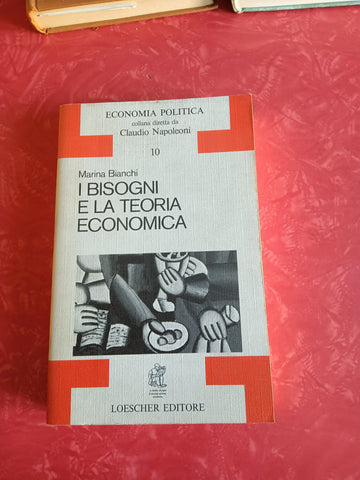 ECONOMIA POLITICA
collana diretta da
Claudio Napoleoni
10
Marina Bianchi
I BISOGNI
E LA TEORIA
ECONOMICA
LOESCHER EDITORE